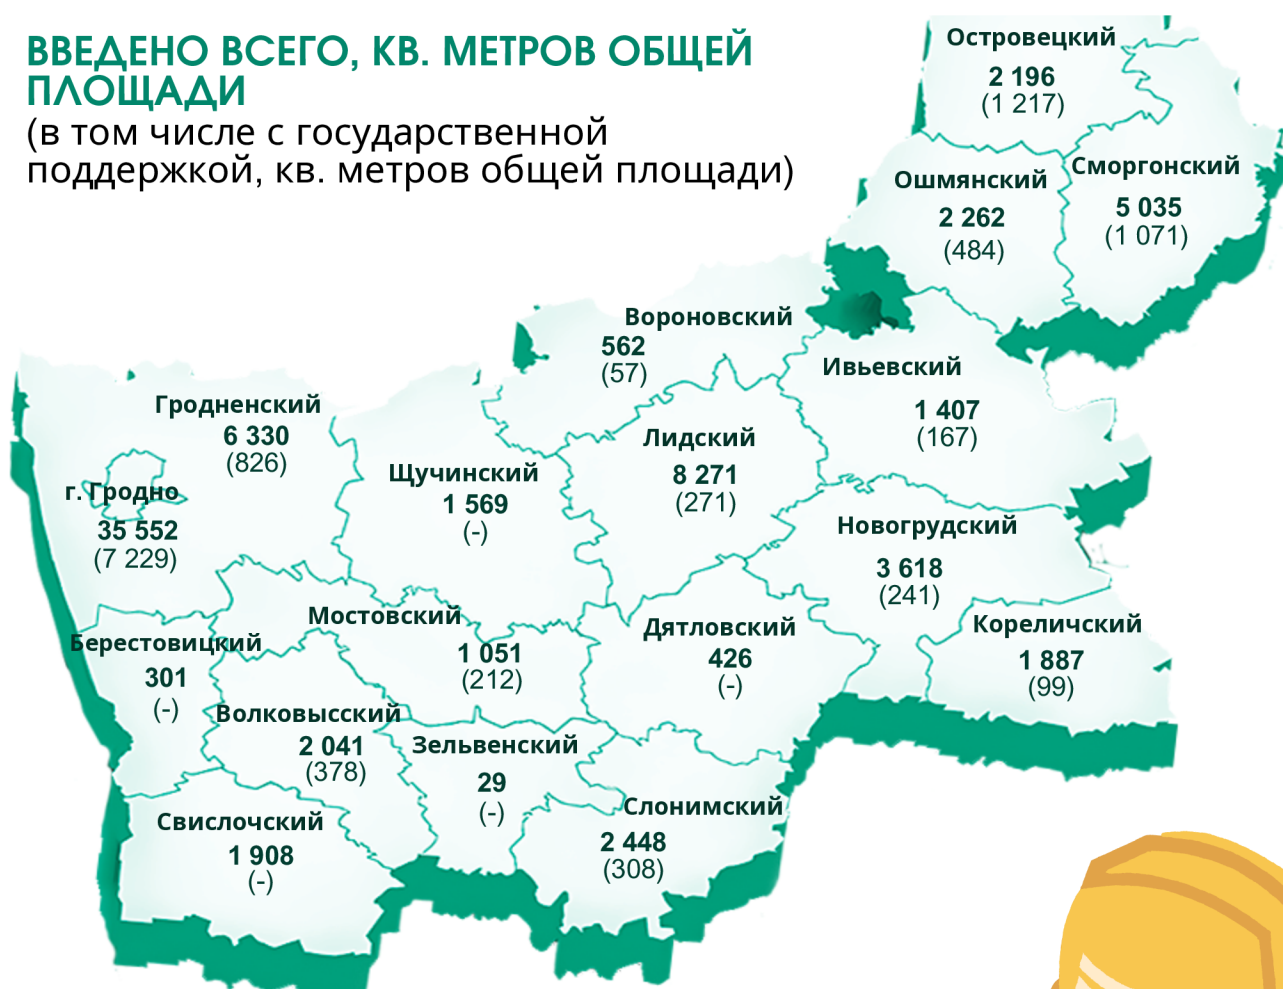 ВВЕДЕНО ВСЕГО, КВ. МЕТРОВ ОБЩЕЙ
ПЛОЩАДИ
(в том числе с государственной
поддержкой, кв. метров общей площади)
Островецкий
2 196
(1 217)
Сморгонский
5 035
(1 071)
Ошмянский
2 262
(484)
Вороновский
562
(57)
Ивьевский
1 407
(167)
Гродненский
6 330
(826)
г. Гродно
35 552
(7 229)
Щучинский
1 569
(-)
Лидский
8 271
(271)
Новогрудский
3 618
(241)
Мостовский
1 051
(212)
Дятловский
426
(-)
Кореличский
1 887
(99)
Берестовицкий
301
(-)
Волковысский
2 041
(378)
Зельвенский
29
(-)
Слонимский
2 448
(308)
Свислочский
1 908
(-)